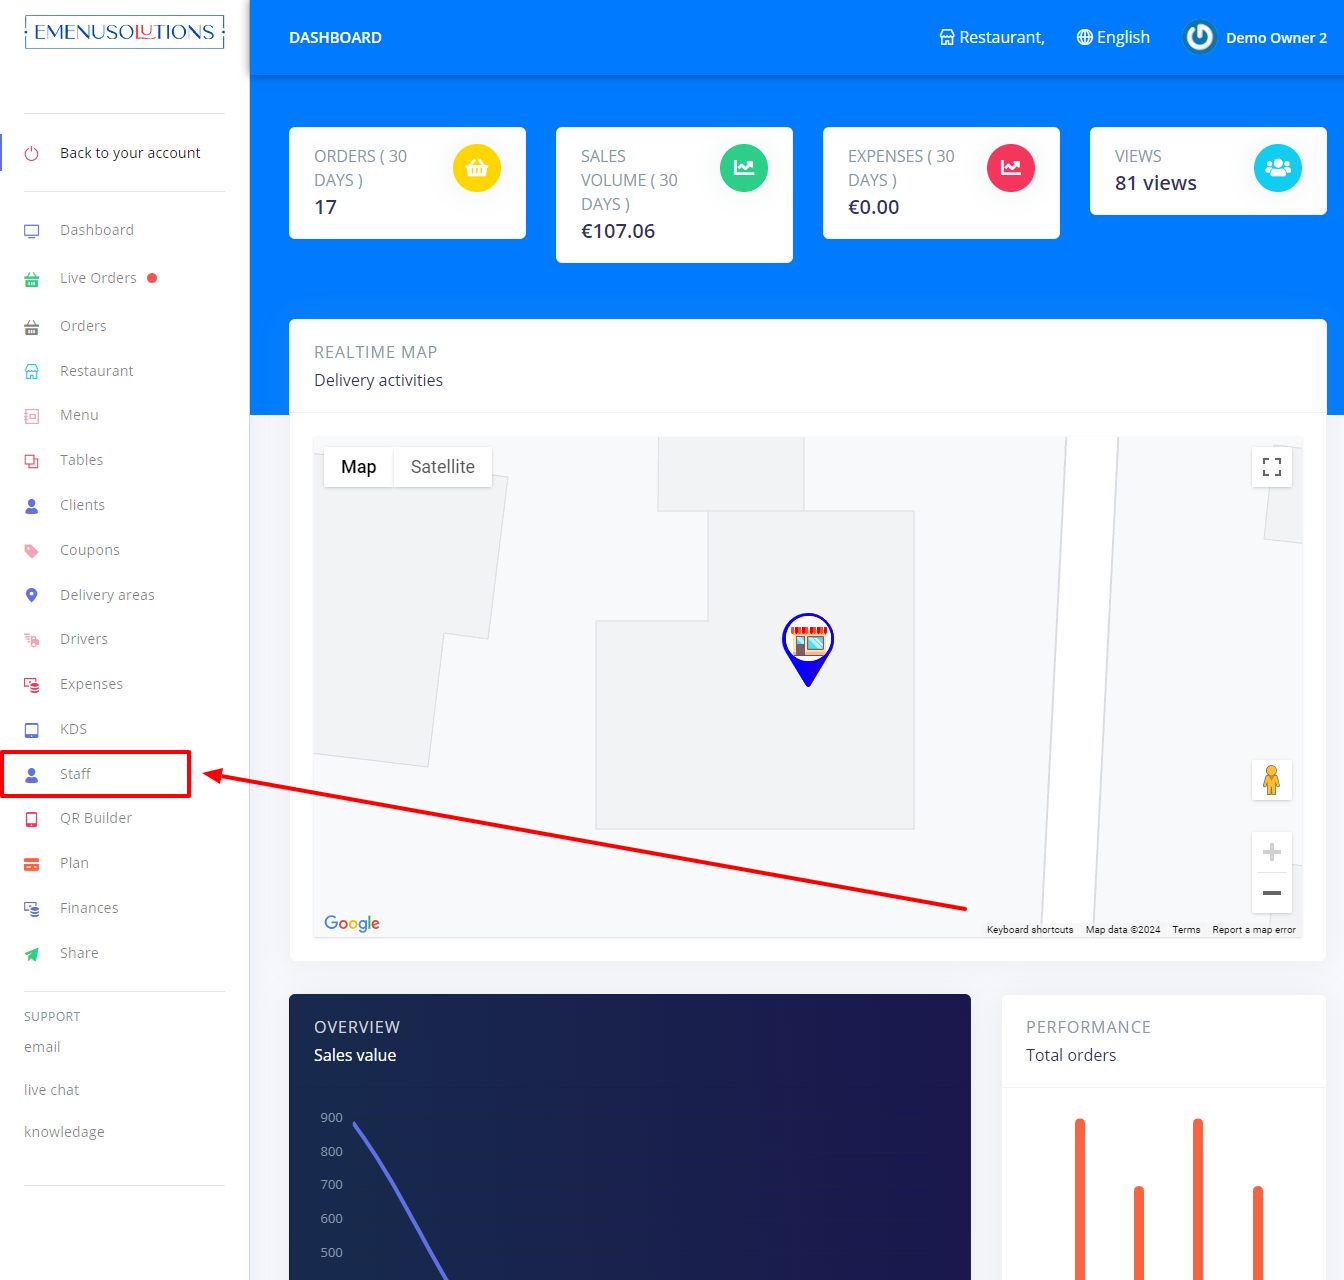 EMENUSOLUTIONS
DASHBOARD
Restaurant,
English
Demo Owner 2
Back to your account
Dashboard
Live Orders
Orders
Restaurant
Menu
Tables
Clients
Coupons
Delivery areas
Drivers
Expenses
KDS
Staff
QR Builder
Plan
Finances
Share
SUPPORT
email
live chat
knowledage
ORDERS ( 30
DAYS )
17
SALES
VOLUME ( 30
DAYS )
€107.06
EXPENSES ( 30
DAYS )
€0.00
VIEWS
81 views
REALTIME MAP
Delivery activities
Map
Satellite
Google
Keyboard shortcuts
Map data ©2024
Terms
Report a map error
OVERVIEW
Sales value
900
800
700
600
500
PERFORMANCE
Total orders